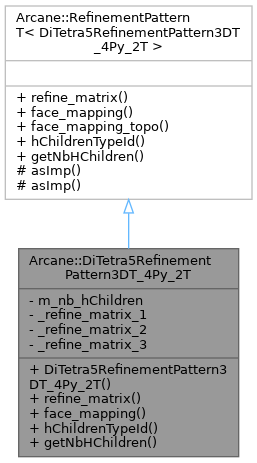 Arcane::RefinementPattern
T< DiTetra5RefinementPattern3DT
_4Py_2T >
+ refine_matrix()
+ face_mapping()
+ face_mapping_topo()
+ hChildrenTypeId()
+ getNbHChildren()
# asImp()
# asImp()
Arcane::DiTetra5Refinement
Pattern3DT_4Py_2T
- m_nb_hChildren
- _refine_matrix_1
- _refine_matrix_2
- _refine_matrix_3
+ DiTetra5RefinementPattern3
DT_4Py_2T()
+ refine_matrix()
+ face_mapping()
+ hChildrenTypeId()
+ getNbHChildren()